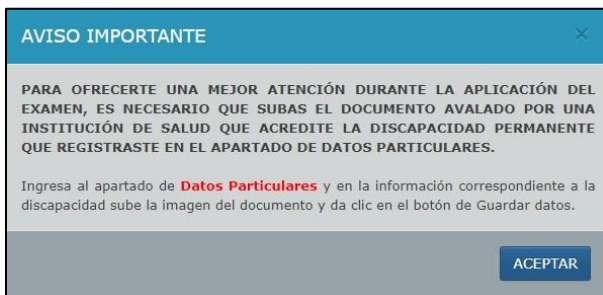 AVISO IMPORTANTE
×
PARA OFRECERTE UNA MEJOR ATENCIÓN DURANTE LA APLICACIÓN DEL
EXAMEN, ES NECESARIO QUE SUBAS EL DOCUMENTO AVALADO POR UNA
INSTITUCIÓN DE SALUD QUE ACREDITE LA DISCAPACIDAD PERMANENTE
QUE REGISTRASTE EN EL APARTADO DE DATOS PARTICULARES.
Ingresa al apartado de Datos Particulares y en la información correspondiente a la
discapacidad sube la imagen del documento y da clic en el botón de Guardar datos.
ACEPTAR